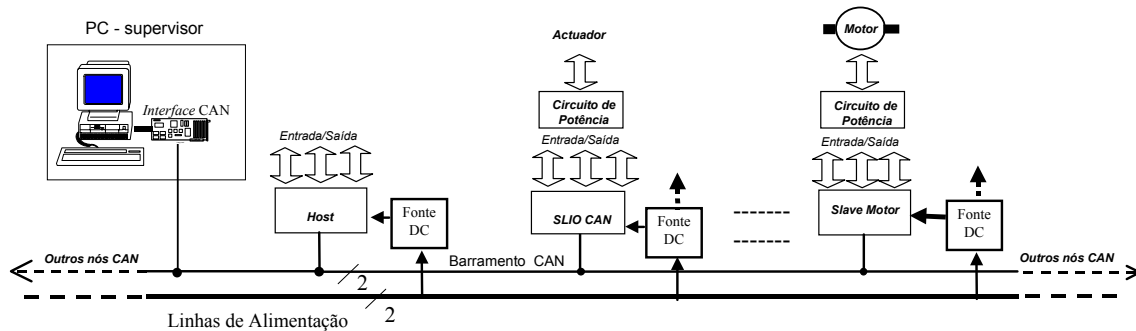 PC - supervisor
Interface CAN
Actuador
Motor
Circuito de
Potência
Circuito de
Potência
Entrada/Saída
Entrada/Saída
Entrada/Saída
Host
Fonte
DC
SLIO CAN
Fonte
DC
Slave Motor
Fonte
DC
Outros nós CAN
2
Barramento CAN
Outros nós CAN
2
Linhas de Alimentação